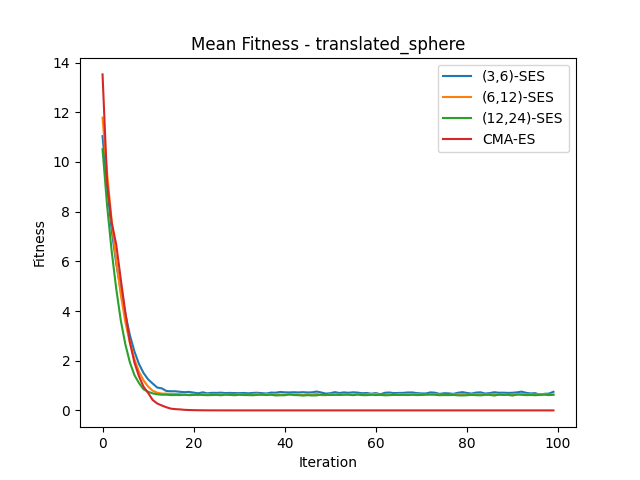 Mean Fitness - translated_sphere
14
12
10
8
6
4
2
0
Fitness
(3,6)-SES
(6,12)-SES
(12,24)-SES
CMA-ES
0
20
40
60
80
100
Iteration